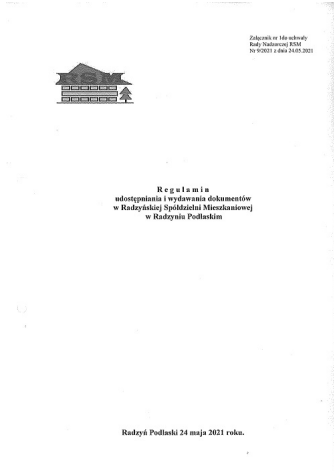 Załącznik nr 1do uchwały
Rady Nadzorczej RSM
Nr 9/2021 z dnia 24.05.2021
RSM
R e g u l a m i n
udostępniania i wydawania dokumentów
w Radzyńskiej Spółdzielni Mieszkaniowej
w Radzyniu Podlaskim
Radzyń Podlaski 24 maja 2021 roku.